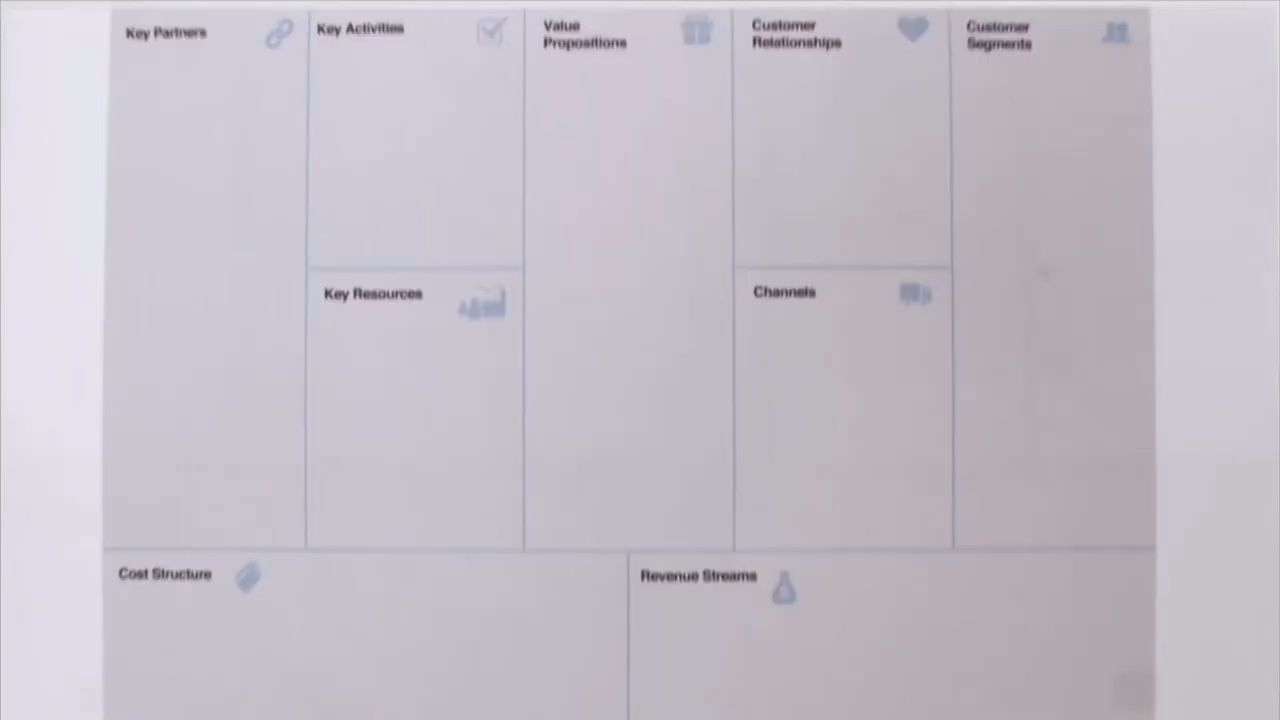 Key Partners
Key Activities
Value
Propositions
Customer
Relationships
Customer
Segments
Key Resources
Channels
Cost Structure
Revenue Streams